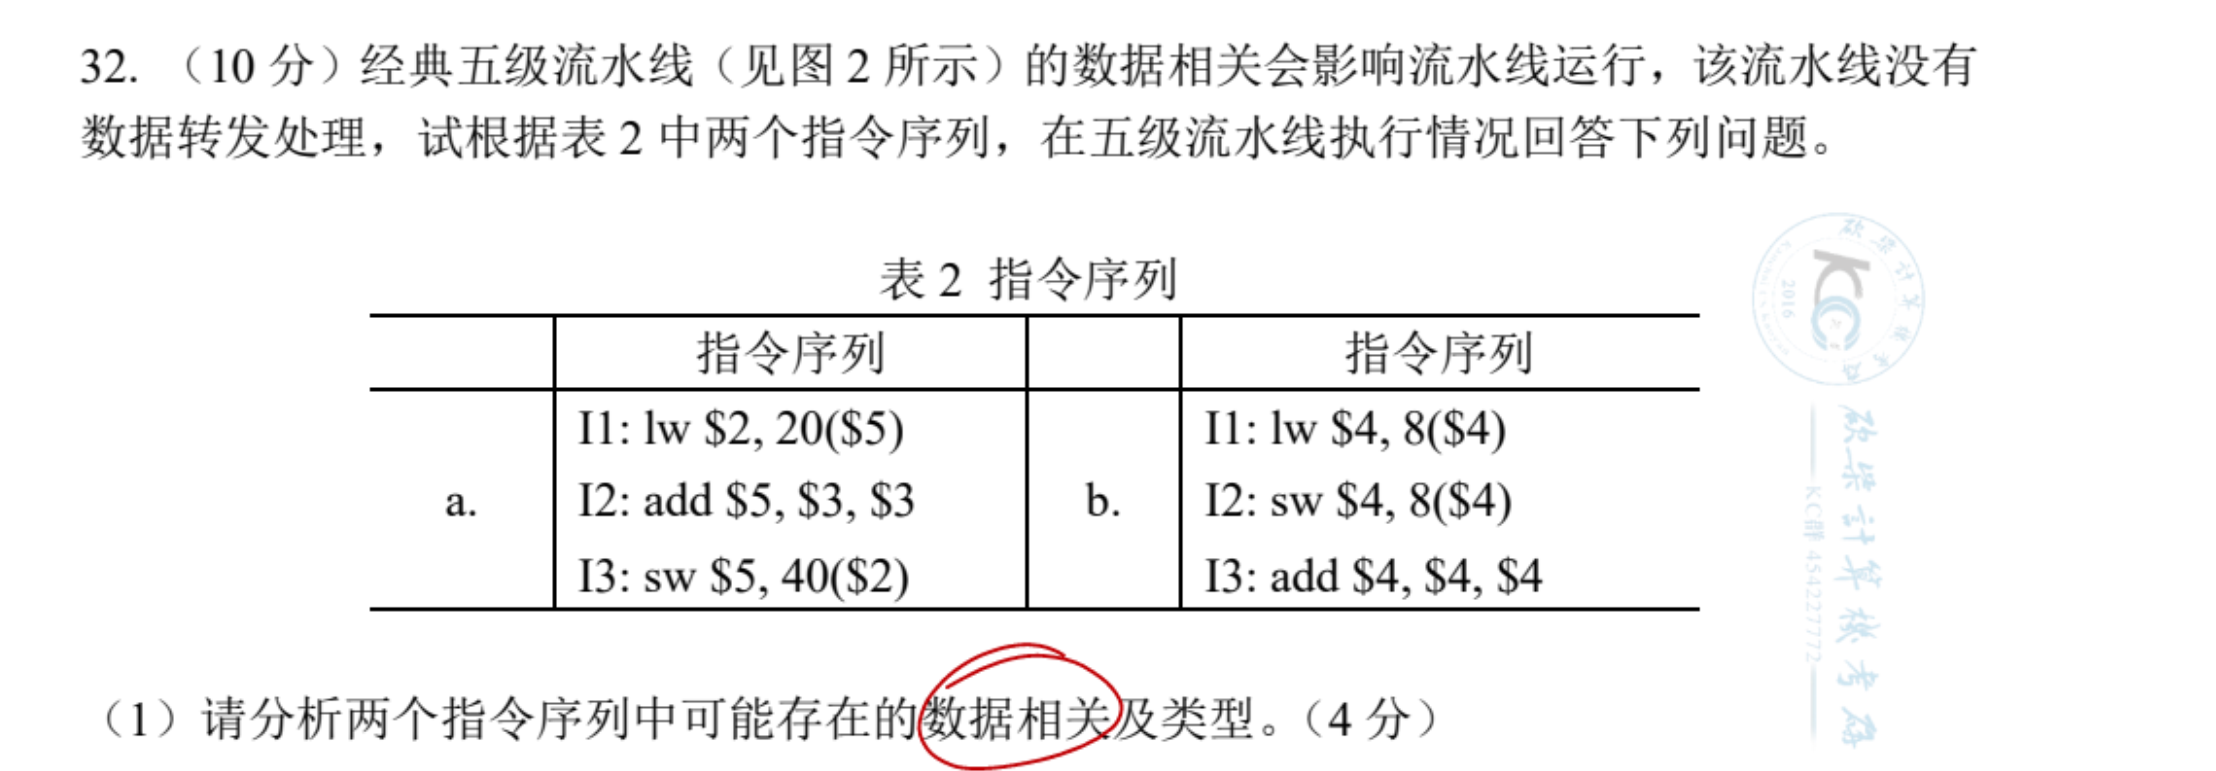 32. （10 分）经典五级流水线（见图 2 所示）的数据相关会影响流水线运行，该流水线没有
数据转发处理，试根据表 2 中两个指令序列，在五级流水线执行情况回答下列问题。
表 2 指令序列
指令序列 指令序列
a.
I1: lw $2, 20($5)
I2: add $5, $3, $3
I3: sw $5, 40($2)
b.
I1: lw $4, 8($4)
I2: sw $4, 8($4)
I3: add $4, $4, $4
（1）请分析两个指令序列中可能存在的数据相关及类型。（4 分）
KC
2016
硕果计算机考研
KC群 454227772